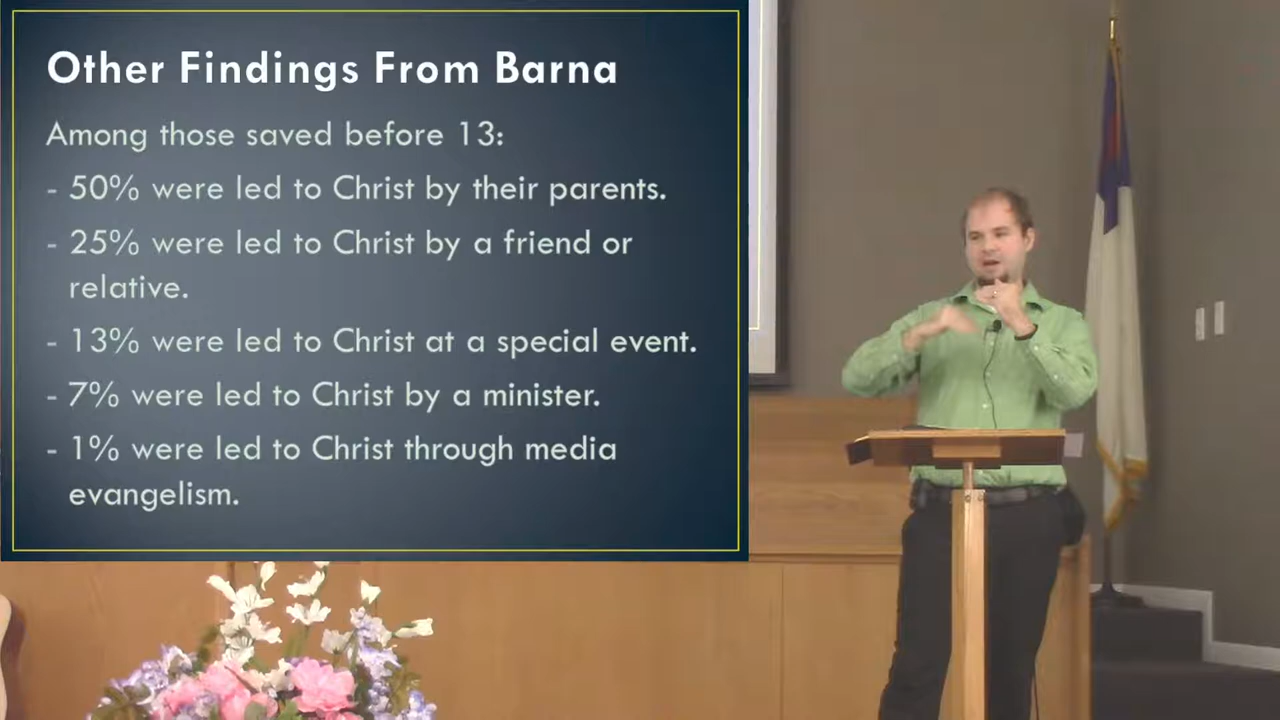 Other Findings From Barna
Among those saved before 13:
- 50% were led to Christ by their parents.
- 25% were led to Christ by a friend or
relative.
- 13% were led to Christ at a special event.
- 7% were led to Christ by a minister.
- 1% were led to Christ through media
evangelism.